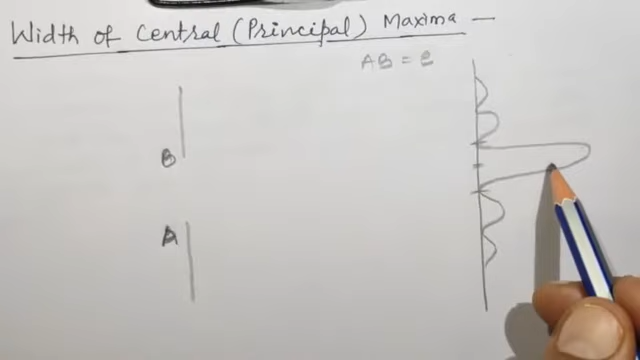 Width of Central (Principal) Maxima —
AB = e
B
A